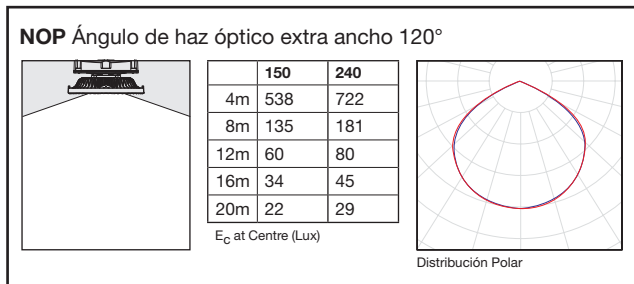 NOP Ángulo de haz óptico extra ancho 120°
150 240
4m 538 722
8m 135 181
12m 60 80
16m 34 45
20m 22 29
EC at Centre (Lux)
Distribución Polar